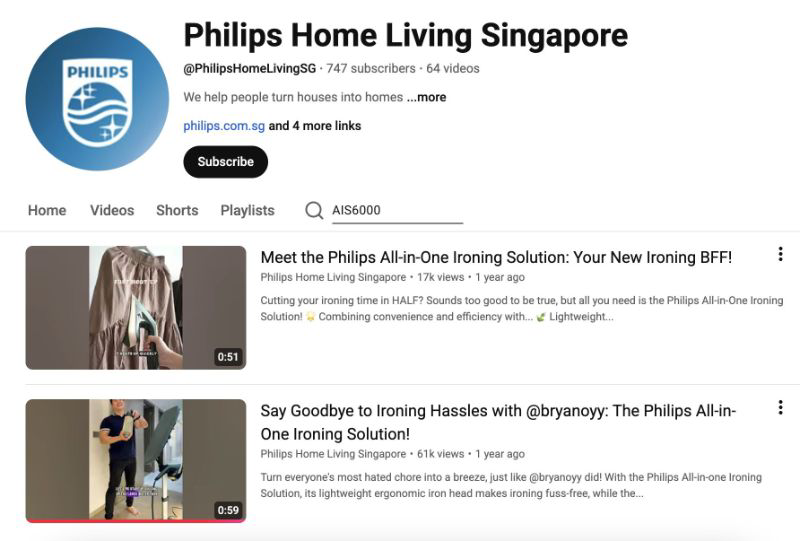 Philips Home Living Singapore
PHILIPS
@PhilipsHomeLivingSG · 747 subscribers · 64 videos
We help people turn houses into homes ...more
philips.com.sg and 4 more links
Subscribe
Home Videos Shorts Playlists AIS6000
Meet the Philips All-in-One Ironing Solution: Your New Ironing BFF!
Philips Home Living Singapore • 17k views • 1 year ago
Cutting your ironing time in HALF? Sounds too good to be true, but all you need is the Philips All-in-One Ironing
Solution! 🌟 Combining convenience and efficiency with... 🌿 Lightweight...
0:51
Say Goodbye to Ironing Hassles with @bryanoyy: The Philips All-in-
One Ironing Solution!
Philips Home Living Singapore • 61k views • 1 year ago
Turn everyone's most hated chore into a breeze, just like @bryanoyy did! With the Philips All-in-one Ironing
Solution, its lightweight ergonomic iron head makes ironing fuss-free, while the...
0:59